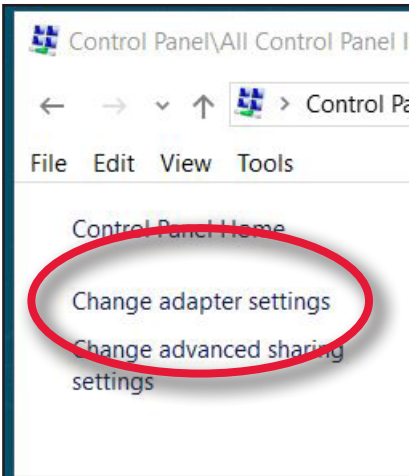 Control Panel\All Control Panel
> Control
File Edit View Tools
Control Panel Home
Change adapter settings
Change advanced sharing
settings